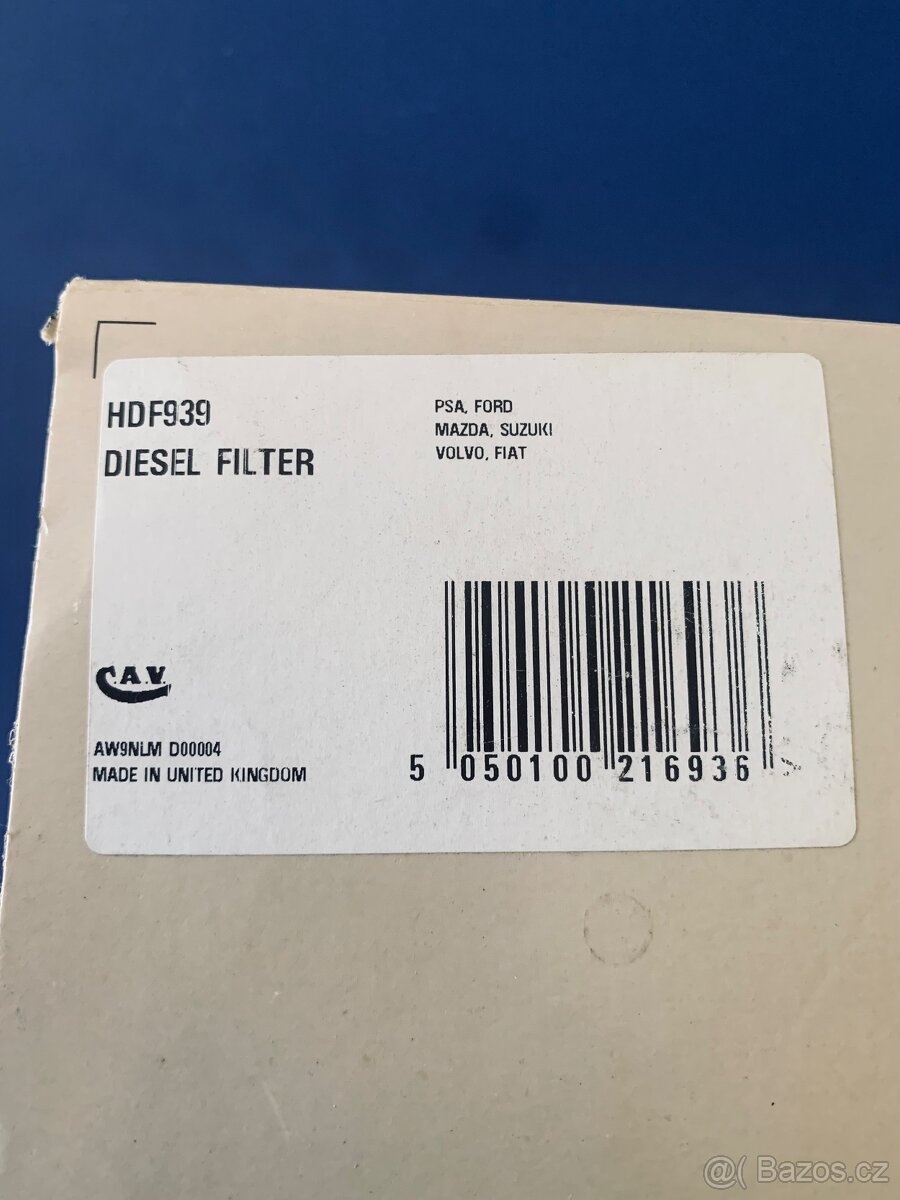 HDF939
DIESEL FILTER
PSA, FORD
MAZDA, SUZUKI
VOLVO, FIAT
C.A.V.
AW9NLM D00004
MADE IN UNITED KINGDOM
5 050100 216936
@( Bazos.cz